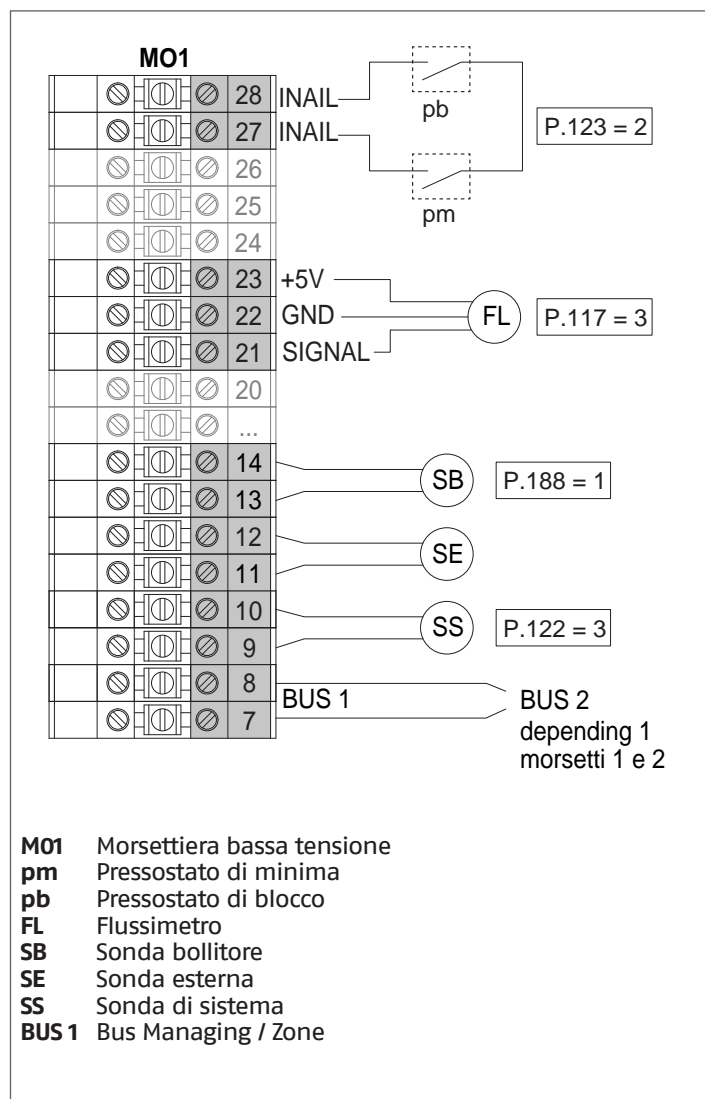 MO1
28 INAIL
pb
27 INAIL
P.123 = 2
26
25
pm
24
23 +5V
22 GND FL P.117 = 3
21 SIGNAL
20
...
14
SB P.188 = 1
13
12
SE
11
10
SS P.122 = 3
9
8
BUS 1 BUS 2
7
depending 1
morsetti 1 e 2
MO1 Morsettiera bassa tensione
pm Pressostato di minima
pb Pressostato di blocco
FL Flussimetro
SB Sonda bollitore
SE Sonda esterna
SS Sonda di sistema
BUS 1 Bus Managing / Zone